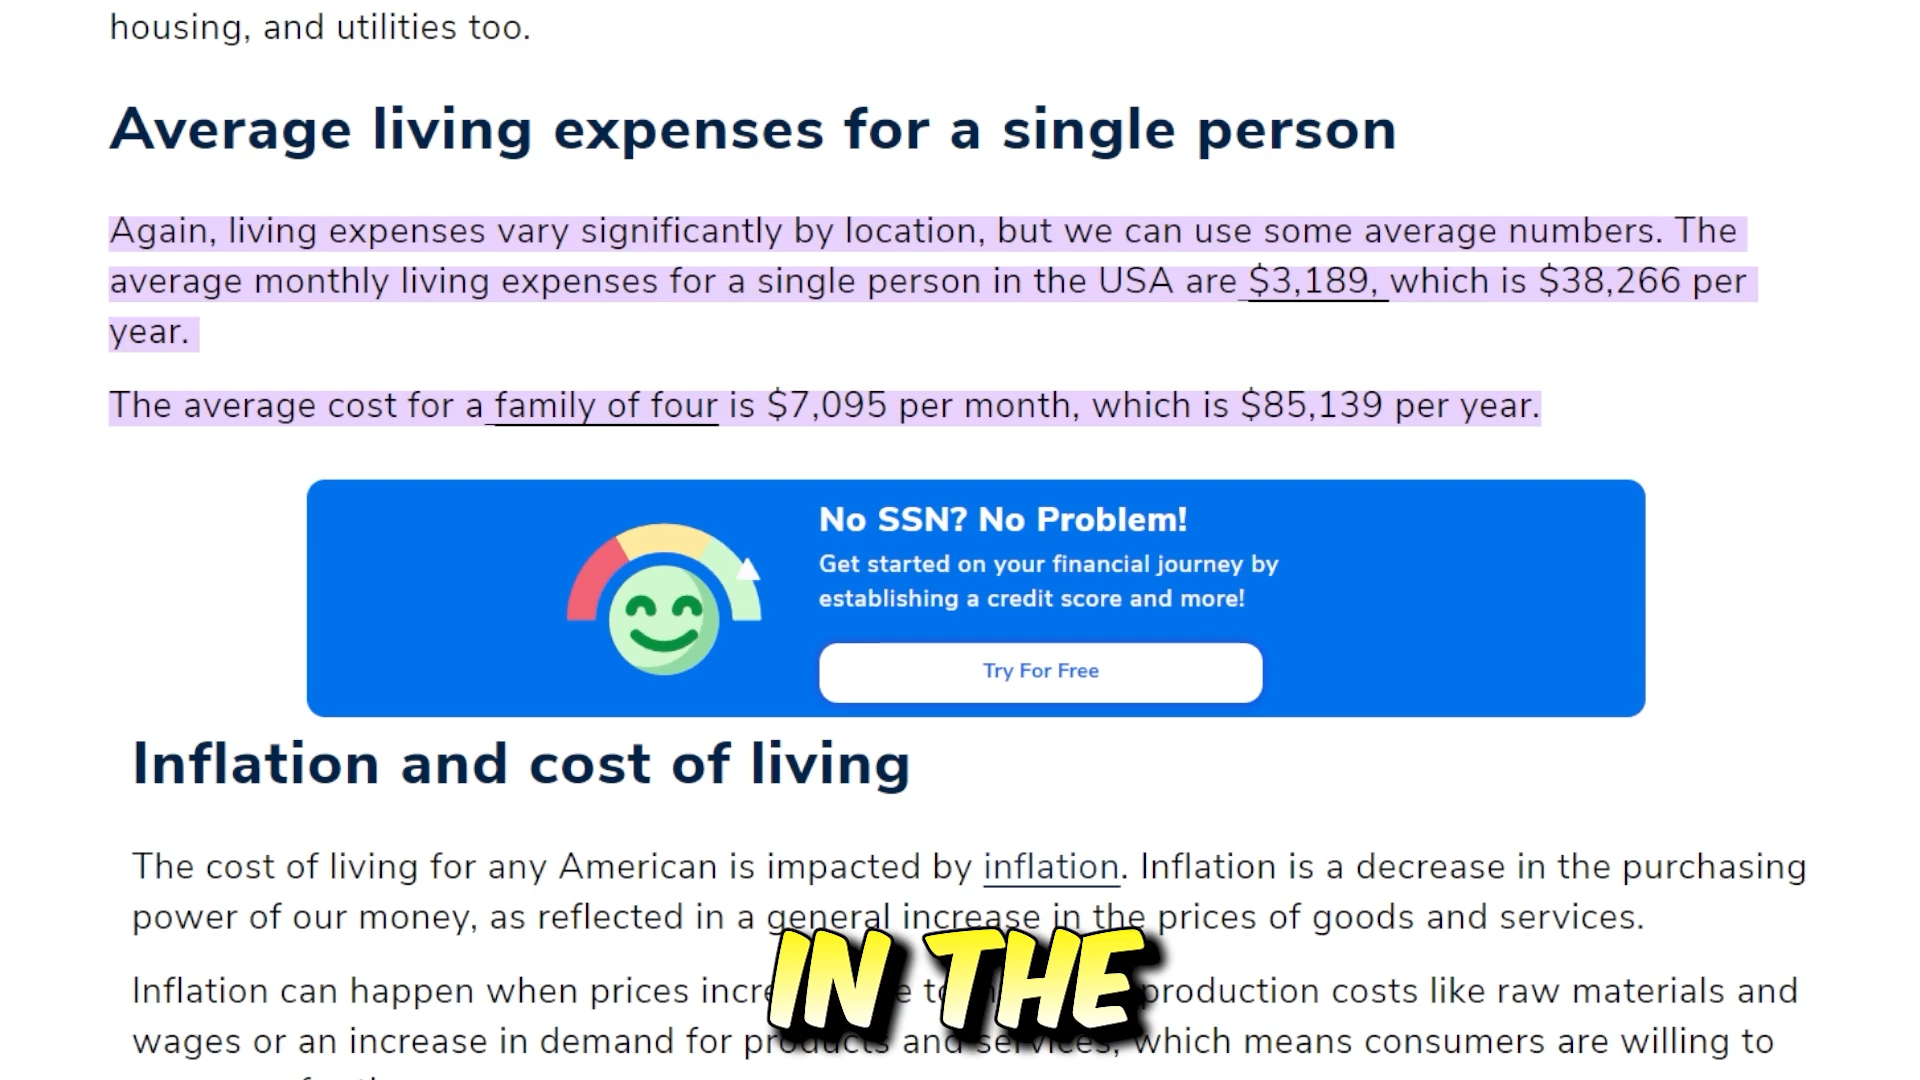 housing, and utilities too.
Average living expenses for a single person
Again, living expenses vary significantly by location, but we can use some average numbers. The
average monthly living expenses for a single person in the USA are $3,189, which is $38,266 per
year.
The average cost for a family of four is $7,095 per month, which is $85,139 per year.
No SSN? No Problem!
Get started on your financial journey by
establishing a credit score and more!
Try For Free
Inflation and cost of living
The cost of living for any American is impacted by inflation. Inflation is a decrease in the purchasing
power of our money, as reflected in a general increase in the prices of goods and services.
Inflation can happen when prices production costs like raw materials and
wages or an increase in demand for products and services, which means consumers are willing to
IN THE